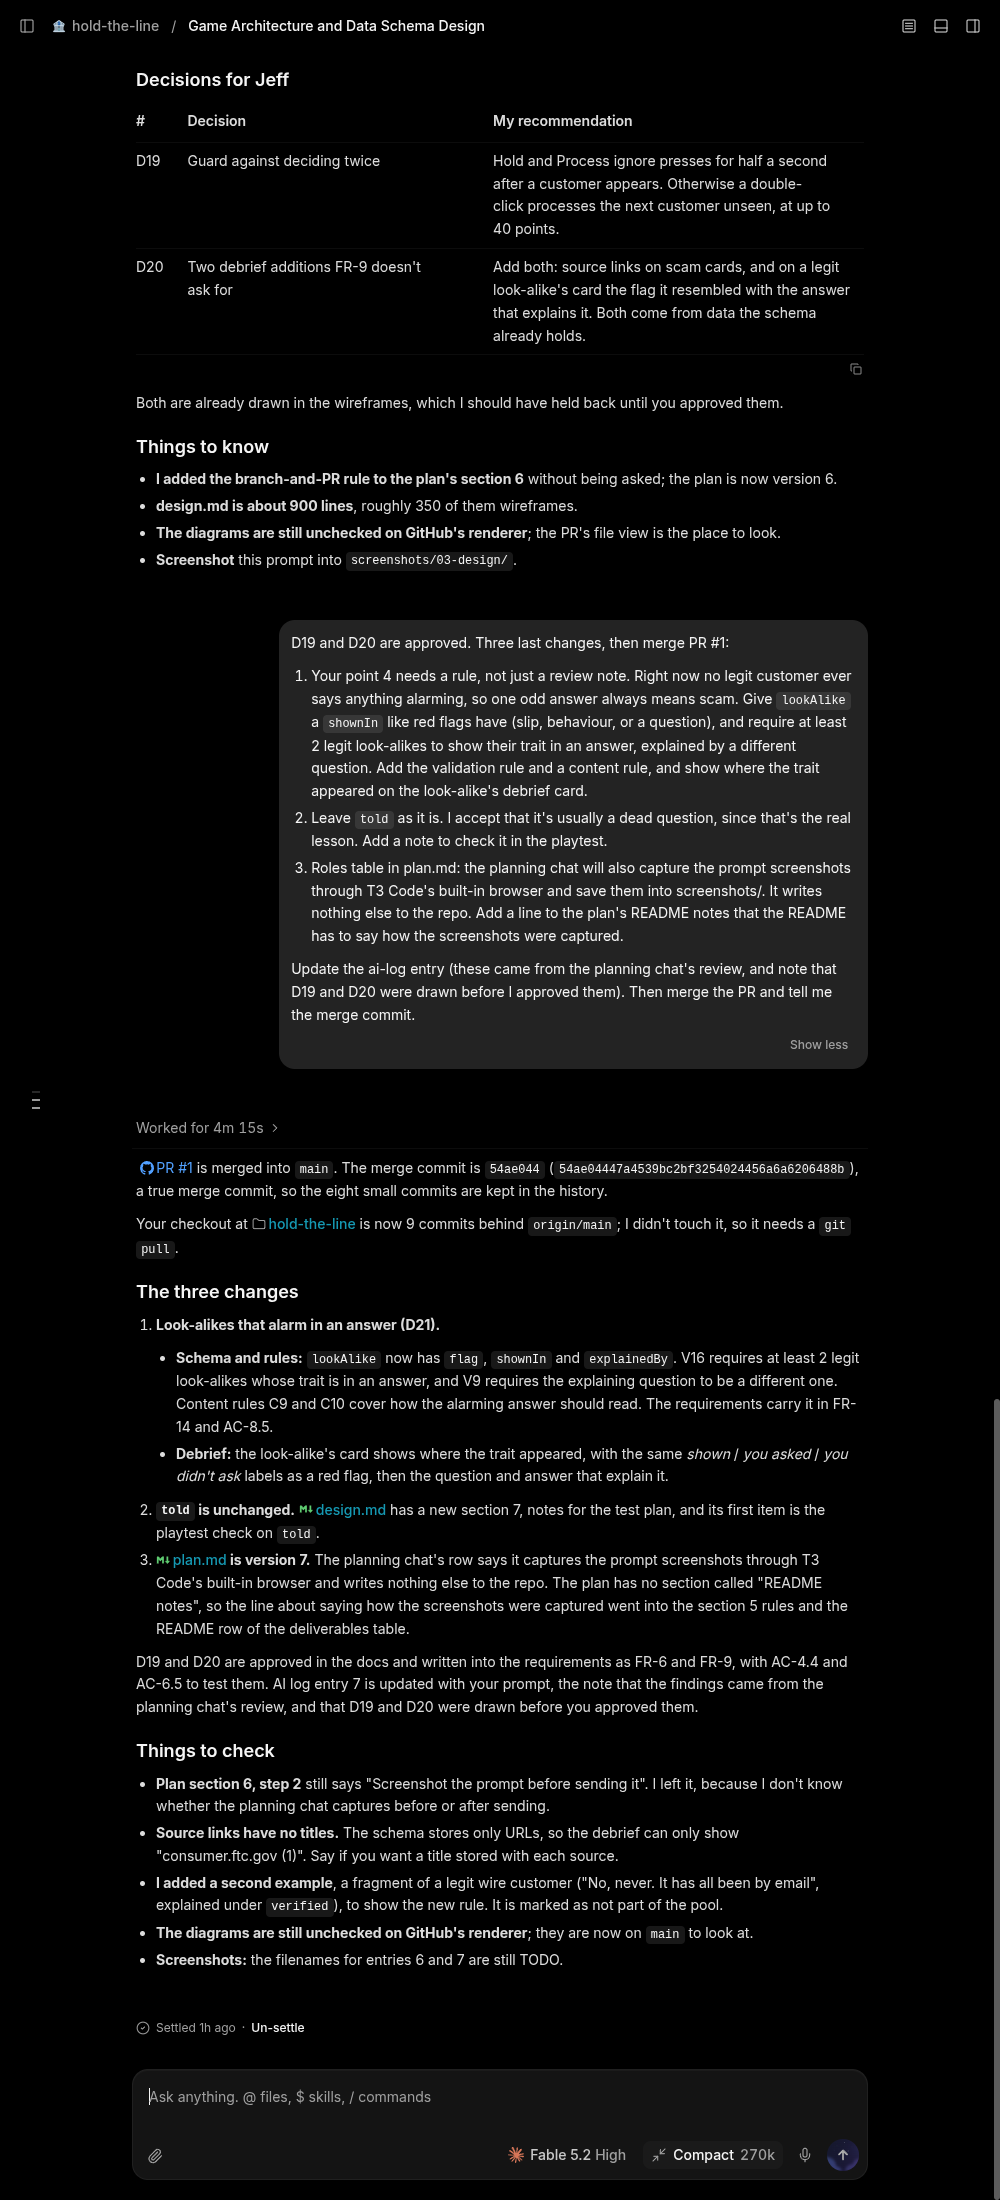 hold-the-line / Game Architecture and Data Schema Design
Decisions for Jeff
# Decision My recommendation
D19 Guard against deciding twice Hold and Process ignore presses for half a second
after a customer appears. Otherwise a double-
click processes the next customer unseen, at up to
40 points.
D20 Two debrief additions FR-9 doesn't Add both: source links on scam cards, and on a legit
ask for look-alike's card the flag it resembled with the answer
that explains it. Both come from data the schema
already holds.
Both are already drawn in the wireframes, which I should have held back until you approved them.
Things to know
• I added the branch-and-PR rule to the plan's section 6 without being asked; the plan is now version 6.
• design.md is about 900 lines, roughly 350 of them wireframes.
• The diagrams are still unchecked on GitHub's renderer; the PR's file view is the place to look.
• Screenshot this prompt into screenshots/03-design/.
D19 and D20 are approved. Three last changes, then merge PR #1:
1. Your point 4 needs a rule, not just a review note. Right now no legit customer ever
says anything alarming, so one odd answer always means scam. Give lookAlike
a shownIn like red flags have (slip, behaviour, or a question), and require at least
2 legit look-alikes to show their trait in an answer, explained by a different
question. Add the validation rule and a content rule, and show where the trait
appeared on the look-alike's debrief card.
2. Leave told as it is. I accept that it's usually a dead question, since that's the real
lesson. Add a note to check it in the playtest.
3. Roles table in plan.md: the planning chat will also capture the prompt screenshots
through T3 Code's built-in browser and save them into screenshots/. It writes
nothing else to the repo. Add a line to the plan's README notes that the README
has to say how the screenshots were captured.
Update the ai-log entry (these came from the planning chat's review, and note that
D19 and D20 were drawn before I approved them). Then merge the PR and tell me
the merge commit.
Show less
Worked for 4m 15s
PR #1 is merged into main. The merge commit is 54ae044 (54ae04447a4539bc2bf3254024456a6a6206488b),
a true merge commit, so the eight small commits are kept in the history.
Your checkout at hold-the-line is now 9 commits behind origin/main; I didn't touch it, so it needs a git
pull.
The three changes
1. Look-alikes that alarm in an answer (D21).
• Schema and rules: lookAlike now has flag, shownIn and explainedBy. V16 requires at least 2 legit
look-alikes whose trait is in an answer, and V9 requires the explaining question to be a different one.
Content rules C9 and C10 cover how the alarming answer should read. The requirements carry it in FR-
14 and AC-8.5.
• Debrief: the look-alike's card shows where the trait appeared, with the same shown / you asked / you
didn't ask labels as a red flag, then the question and answer that explain it.
2. told is unchanged. design.md has a new section 7, notes for the test plan, and its first item is the
playtest check on told.
3. plan.md is version 7. The planning chat's row says it captures the prompt screenshots through T3
Code's built-in browser and writes nothing else to the repo. The plan has no section called "README
notes", so the line about saying how the screenshots were captured went into the section 5 rules and the
README row of the deliverables table.
D19 and D20 are approved in the docs and written into the requirements as FR-6 and FR-9, with AC-4.4 and
AC-6.5 to test them. AI log entry 7 is updated with your prompt, the note that the findings came from the
planning chat's review, and that D19 and D20 were drawn before you approved them.
Things to check
• Plan section 6, step 2 still says "Screenshot the prompt before sending it". I left it, because I don't know
whether the planning chat captures before or after sending.
• Source links have no titles. The schema stores only URLs, so the debrief can only show
"consumer.ftc.gov (1)". Say if you want a title stored with each source.
• I added a second example, a fragment of a legit wire customer ("No, never. It has all been by email",
explained under verified), to show the new rule. It is marked as not part of the pool.
• The diagrams are still unchecked on GitHub's renderer; they are now on main to look at.
• Screenshots: the filenames for entries 6 and 7 are still TODO.
Settled 1h ago · Un-settle
Ask anything. @ files, $ skills, / commands
Fable 5.2 High Compact 270k